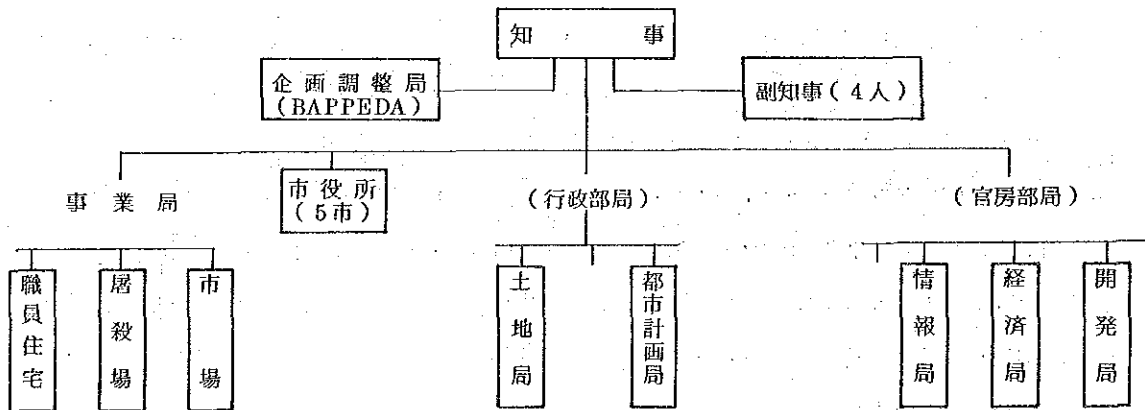 知事
企画調整局
(BAPPEDA)
副知事(4人)
事業局
市役所
(5市)
(行政部局)
(官房部局)
職員住宅
屠殺場
市場
土地局
都市計画局
情報局
経済局
開発局